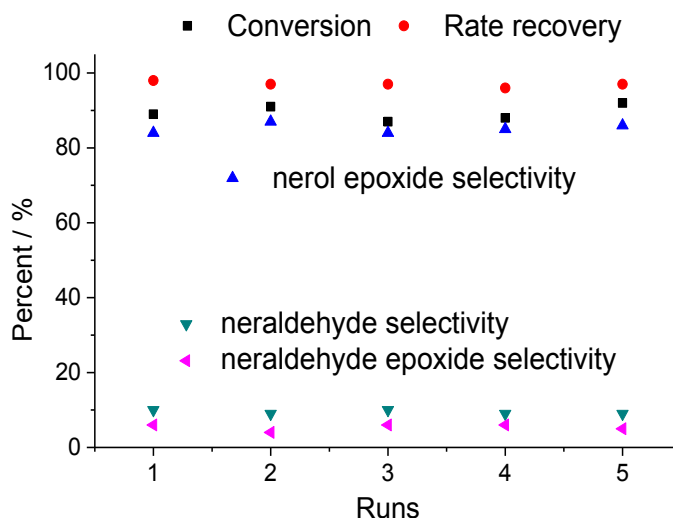 Conversion Rate recovery
100
80
nerol epoxide selectivity
60
40
neraldehyde selectivity
neraldehyde epoxide selectivity
20
0
1 2 3 4 5
Runs
Percent / %